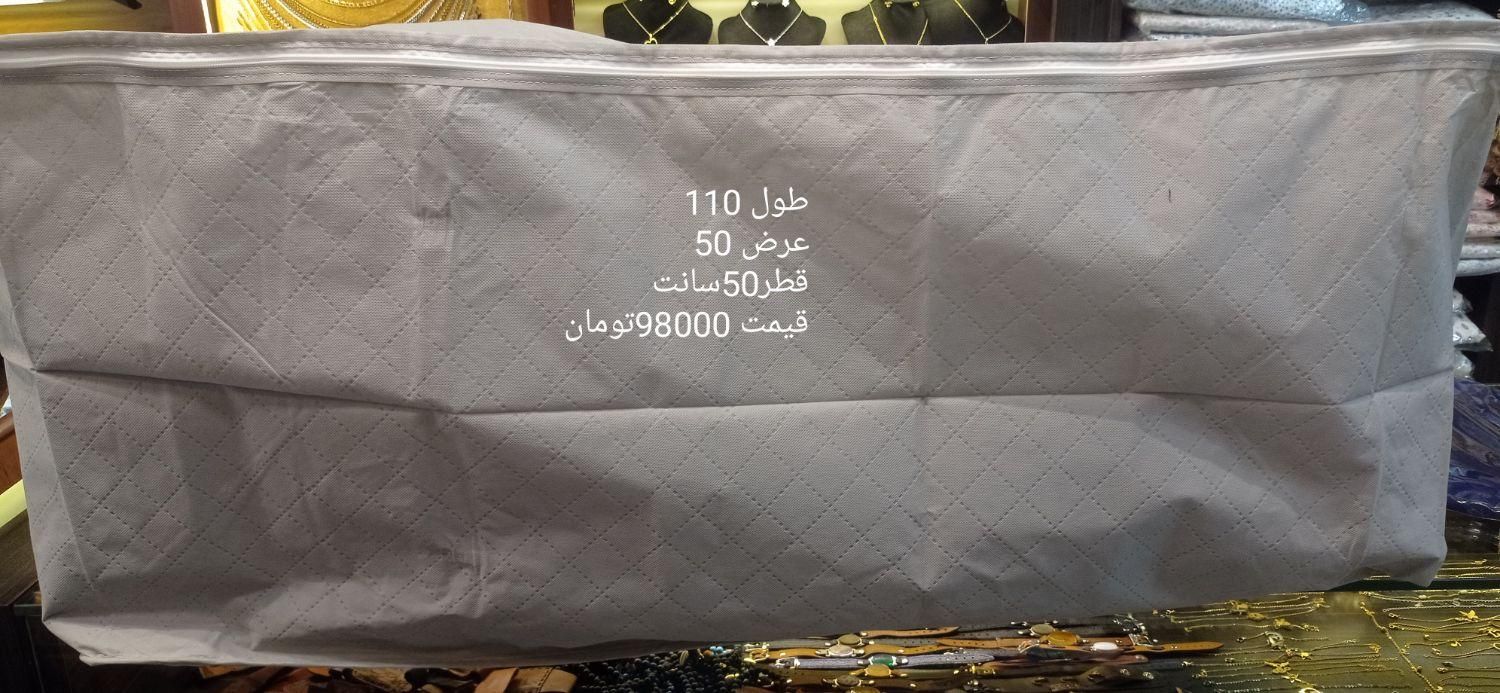 طول 110
عرض 50
قطر50سانت
قیمت 98000تومان